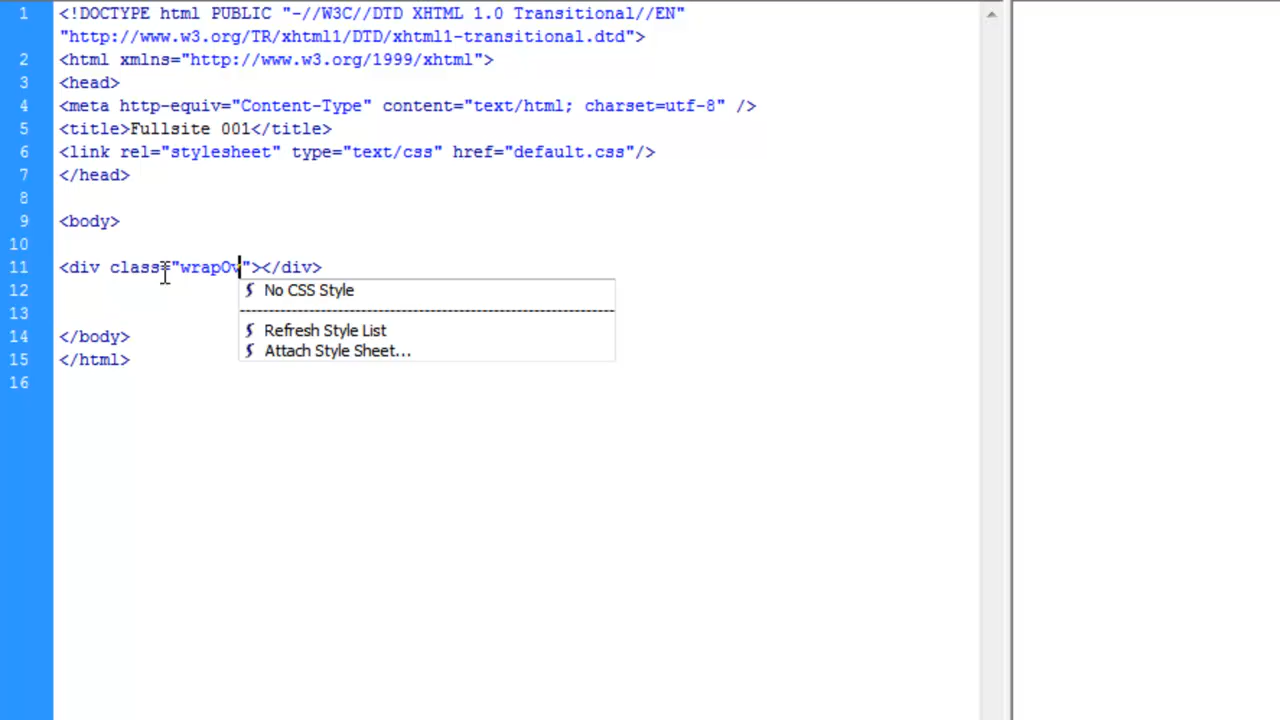 1 <!DOCTYPE html PUBLIC "-//W3C//DTD XHTML 1.0 Transitional//EN"
"http://www.w3.org/TR/xhtml1/DTD/xhtml1-transitional.dtd">
2 <html xmlns="http://www.w3.org/1999/xhtml">
3 <head>
4 <meta http-equiv="Content-Type" content="text/html; charset=utf-8" />
5 <title>Fullsite 001</title>
6 <link rel="stylesheet" type="text/css" href="default.css"/>
7 </head>
8
9 <body>
10
11 <div class="wrapOv"></div>
12 No CSS Style
13 Refresh Style List
14 </body> Attach Style Sheet...
15 </html>
16